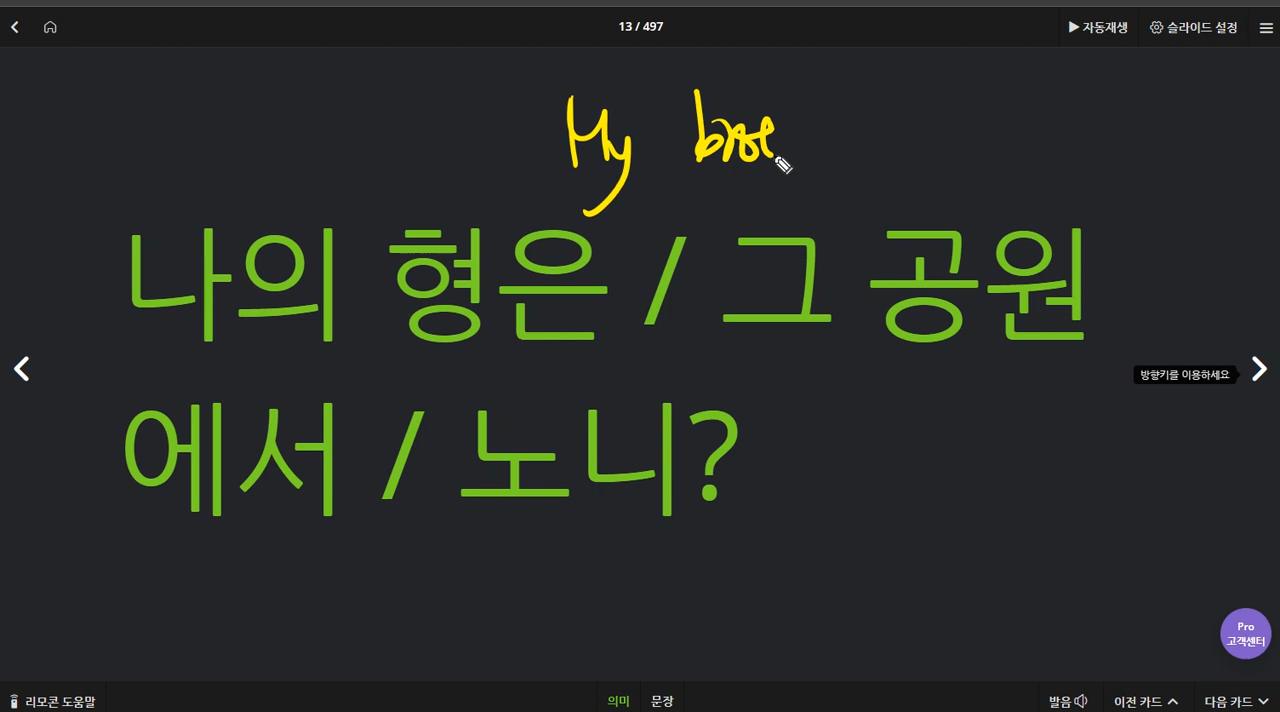 13 / 497
자동재생
슬라이드 설정
My
나의 형은 / 그 공원
에서 / 노니?
방향키를 이용하세요
Pro
고객센터
리모콘 도움말
의미
문장
발음
이전 카드
다음 카드